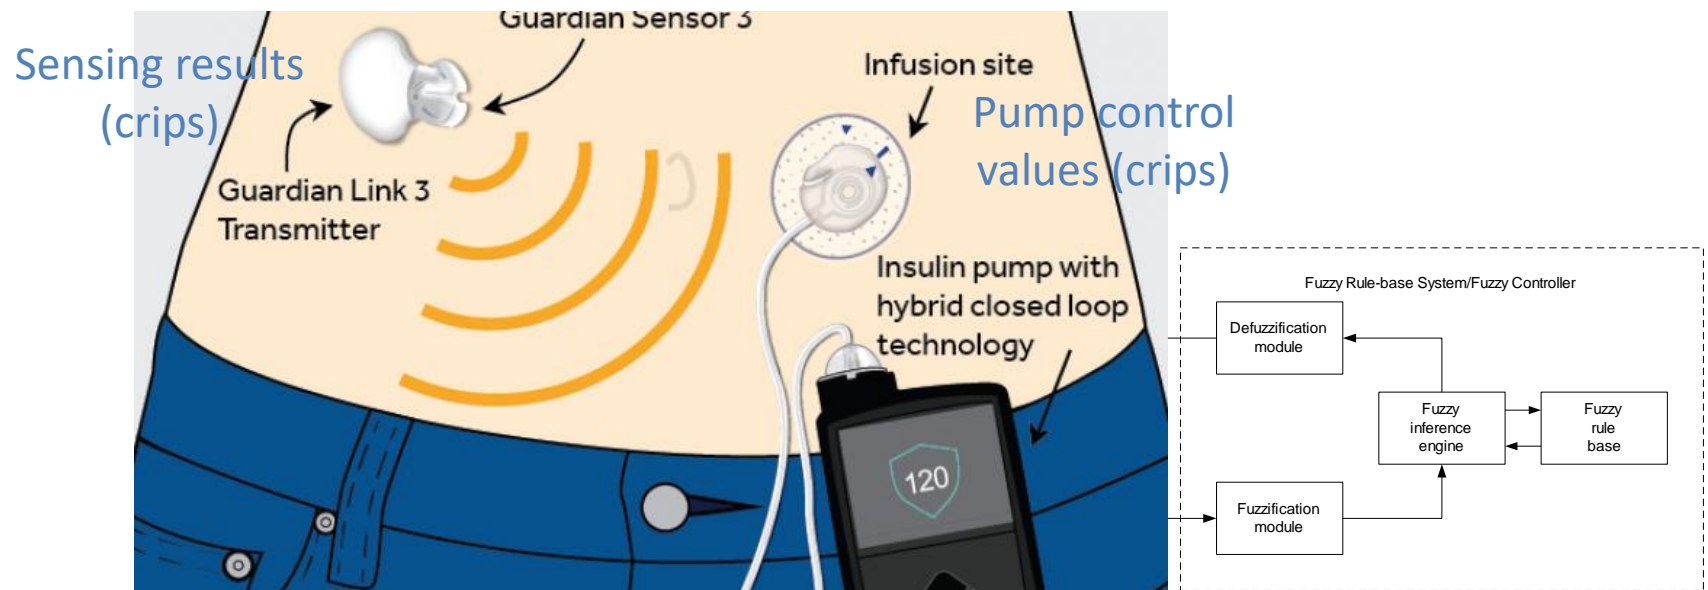 Guardian Sensor 3
Sensing results
(crips)
Infusion site
Pump control
values (crips)
Guardian Link 3
Transmitter
Insulin pump with
hybrid closed loop
technology
120
Fuzzy Rule-base System/Fuzzy Controller
Defuzzification
module
Fuzzy
inference
engine
Fuzzy
rule
base
Fuzzification
module